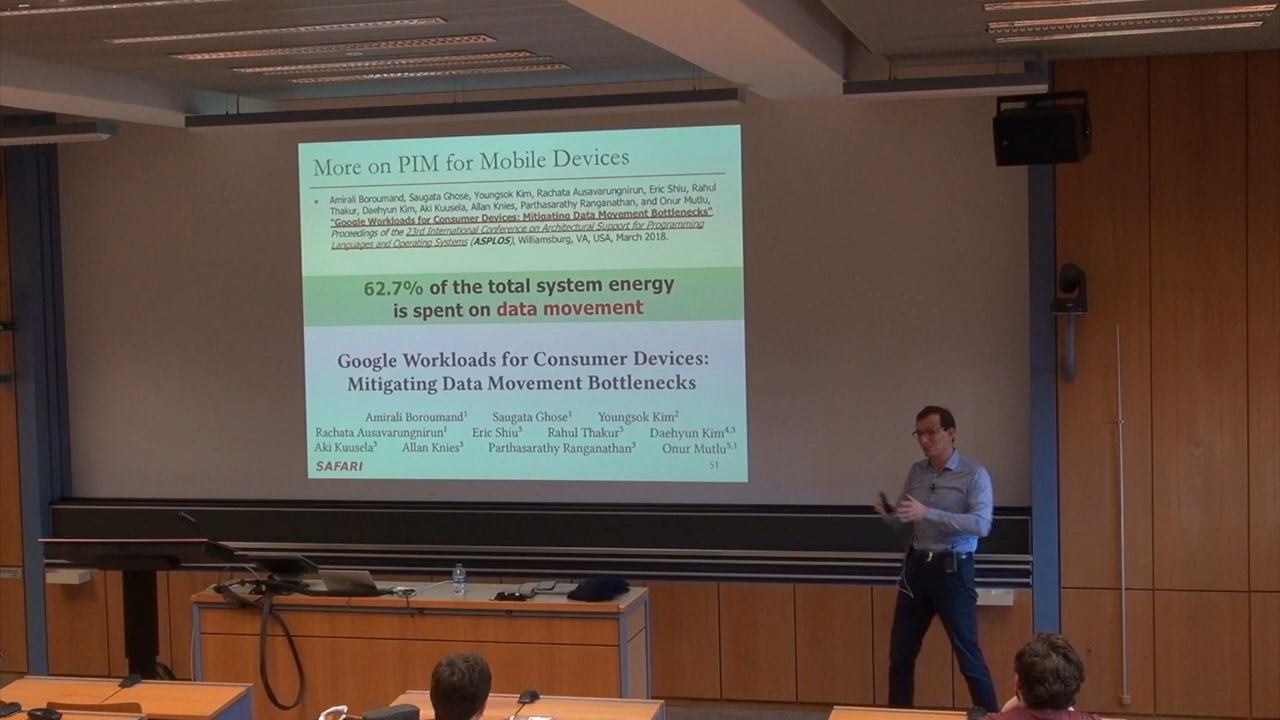 More on PIM for Mobile Devices
▪ Amirali Boroumand, Saugata Ghose, Youngsok Kim, Rachata Ausavarungnirun, Eric Shiu, Rahul
Thakur, Daehyun Kim, Aki Kuusela, Allan Knies, Parthasarathy Ranganathan, and Onur Mutlu,
"Google Workloads for Consumer Devices: Mitigating Data Movement Bottlenecks"
Proceedings of the 23rd International Conference on Architectural Support for Programming
Languages and Operating Systems (ASPLOS), Williamsburg, VA, USA, March 2018.
62.7% of the total system energy
is spent on data movement
Google Workloads for Consumer Devices:
Mitigating Data Movement Bottlenecks
Amirali Boroumand¹ Saugata Ghose¹ Youngsok Kim²
Rachata Ausavarungnirun¹ Eric Shiu³ Rahul Thakur³ Daehyun Kim⁴,³
Aki Kuusela³ Allan Knies³ Parthasarathy Ranganathan³ Onur Mutlu⁵,¹
SAFARI 51